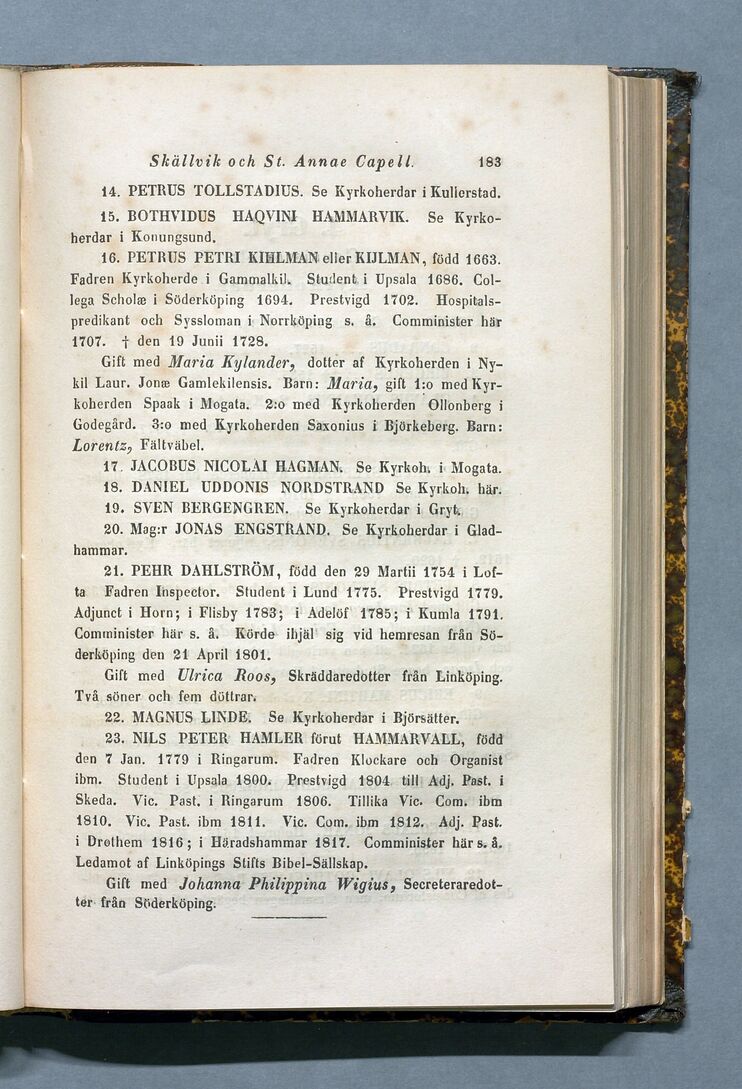 Skällvik och St. Annae Capell. 183
14. PETRUS TOLLSTADIUS. Se Kyrkoherdar i Kullerstad.
15. BOTHVIDUS HAQVINI HAMMARVIK. Se Kyrko-
herdar i Konungsund.
16. PETRUS PETRI KIHLMAN eller KIJLMAN, född 1663.
Fadren Kyrkoherde i Gammalkil. Student i Upsala 1686. Col-
lega Scholæ i Söderköping 1694. Prestvigd 1702. Hospitals-
predikant och Syssloman i Norrköping s. å. Comminister här
1707. † den 19 Junii 1728.
Gift med Maria Kylander, dotter af Kyrkoherden i Ny-
kil Laur. Jonæ Gamlekilensis. Barn: Maria, gift 1:o med Kyr-
koherden Spaak i Mogata. 2:o med Kyrkoherden Ollonberg i
Godegård. 3:o med Kyrkoherden Saxonius i Björkeberg. Barn:
Lorentz, Fältväbel.
17. JACOBUS NICOLAI HAGMAN. Se Kyrkoh. i Mogata.
18. DANIEL UDDONIS NORDSTRAND Se Kyrkoh. här.
19. SVEN BERGENGREN. Se Kyrkoherdar i Gryt.
20. Mag:r JONAS ENGSTRAND. Se Kyrkoherdar i Glad-
hammar.
21. PEHR DAHLSTRÖM, född den 29 Martii 1754 i Lof-
ta Fadren Inspector. Student i Lund 1775. Prestvigd 1779.
Adjunct i Horn; i Flisby 1783; i Adelöf 1785; i Kumla 1791.
Comminister här s. å. Körde ihjäl sig vid hemresan från Sö-
derköping den 21 April 1801.
Gift med Ulrica Roos, Skräddaredotter från Linköping.
Två söner och fem döttrar.
22. MAGNUS LINDE. Se Kyrkoherdar i Björsätter.
23. NILS PETER HAMLER förut HAMMARVALL, född
den 7 Jan. 1779 i Ringarum. Fadren Klockare och Organist
ibm. Student i Upsala 1800. Prestvigd 1804 till Adj. Past. i
Skeda. Vic. Past. i Ringarum 1806. Tillika Vic. Com. ibm
1810. Vic. Past. ibm 1811. Vic. Com. ibm 1812. Adj. Past.
i Drothem 1816; i Häradshammar 1817. Comminister här s. å.
Ledamot af Linköpings Stifts Bibel-Sällskap.
Gift med Johanna Philippina Wigius, Secreteraredot-
ter från Söderköping.